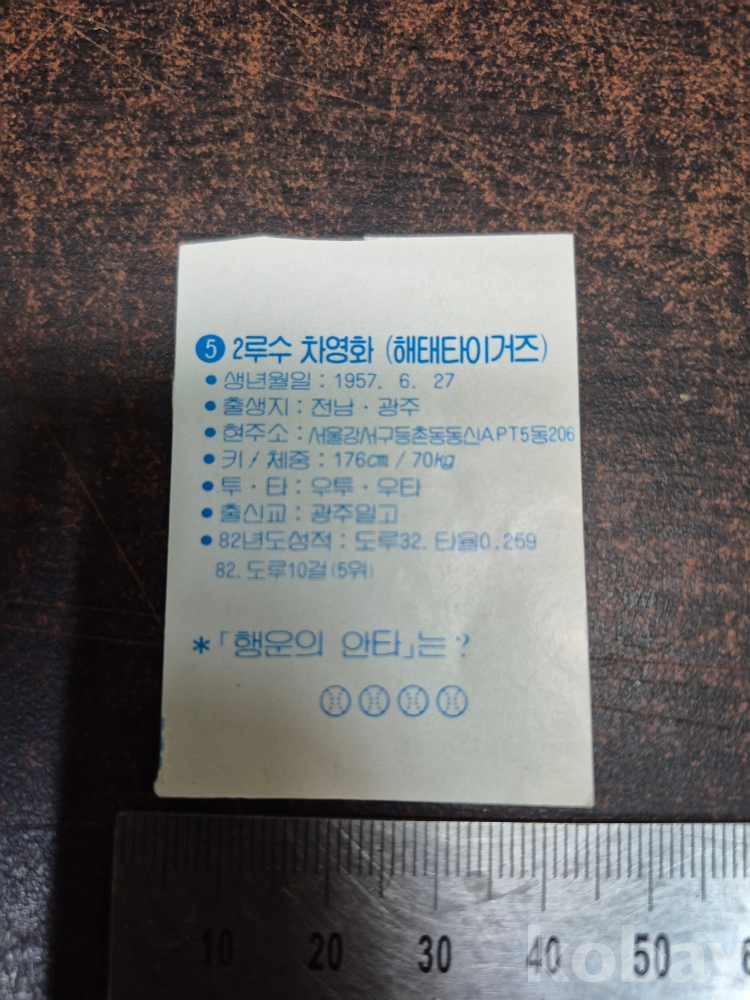 ❺ 2루수 차영화 (해태타이거즈)
● 생년월일 : 1957. 6. 27
● 출생지 : 전남 · 광주
● 현주소 : 서울강서구등촌동동신APT5동206
● 키 / 체중 : 176cm / 70kg
● 투 · 타 : 우투 · 우타
● 출신교 : 광주일고
● 82년도성적 : 도루32. 타율0.259
82. 도루10걸 (5위)
*「행운의 안타」는?
10 20 30 40 50 6
kobay